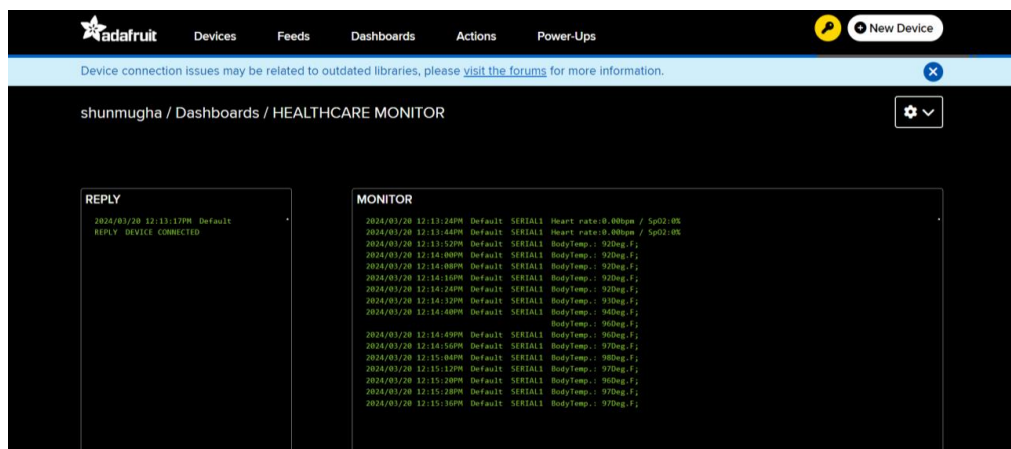 adafruit Devices Feeds Dashboards Actions Power-Ups New Device
Device connection issues may be related to outdated libraries, please visit the forums for more information.
shunmugha / Dashboards / HEALTHCARE MONITOR
REPLY
2024/03/20 12:13:17PM Default
REPLY DEVICE CONNECTED
MONITOR
2024/03/20 12:13:24PM Default SERIAL1 Heart rate:0.00bpm / SpO2:0%
2024/03/20 12:13:44PM Default SERIAL1 Heart rate:0.00bpm / SpO2:0%
2024/03/20 12:13:52PM Default SERIAL1 BodyTemp.: 92Deg.F;
2024/03/20 12:14:00PM Default SERIAL1 BodyTemp.: 92Deg.F;
2024/03/20 12:14:08PM Default SERIAL1 BodyTemp.: 92Deg.F;
2024/03/20 12:14:16PM Default SERIAL1 BodyTemp.: 92Deg.F;
2024/03/20 12:14:24PM Default SERIAL1 BodyTemp.: 92Deg.F;
2024/03/20 12:14:32PM Default SERIAL1 BodyTemp.: 93Deg.F;
2024/03/20 12:14:40PM Default SERIAL1 BodyTemp.: 94Deg.F;
BodyTemp.: 96Deg.F;
2024/03/20 12:14:49PM Default SERIAL1 BodyTemp.: 96Deg.F;
2024/03/20 12:14:56PM Default SERIAL1 BodyTemp.: 97Deg.F;
2024/03/20 12:15:04PM Default SERIAL1 BodyTemp.: 98Deg.F;
2024/03/20 12:15:12PM Default SERIAL1 BodyTemp.: 97Deg.F;
2024/03/20 12:15:20PM Default SERIAL1 BodyTemp.: 96Deg.F;
2024/03/20 12:15:28PM Default SERIAL1 BodyTemp.: 97Deg.F;
2024/03/20 12:15:36PM Default SERIAL1 BodyTemp.: 97Deg.F;